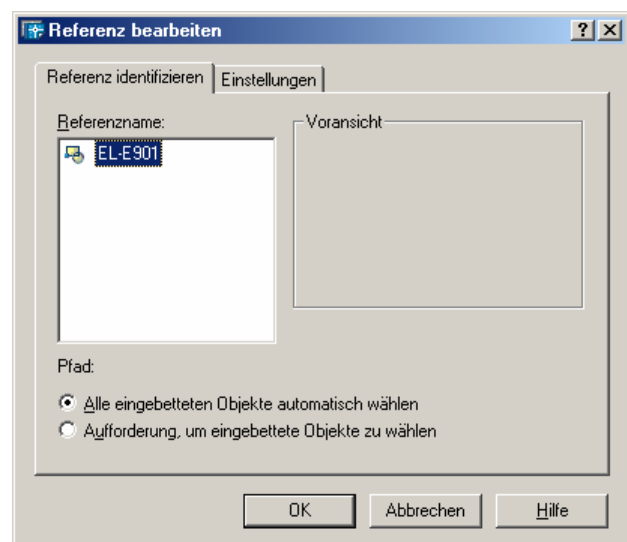 Referenz bearbeiten
Referenz identifizieren
Einstellungen
Referenzname:
Voransicht
EL-E901
Pfad:
Alle eingebetteten Objekte automatisch wählen
Aufforderung, um eingebettete Objekte zu wählen
OK
Abbrechen
Hilfe